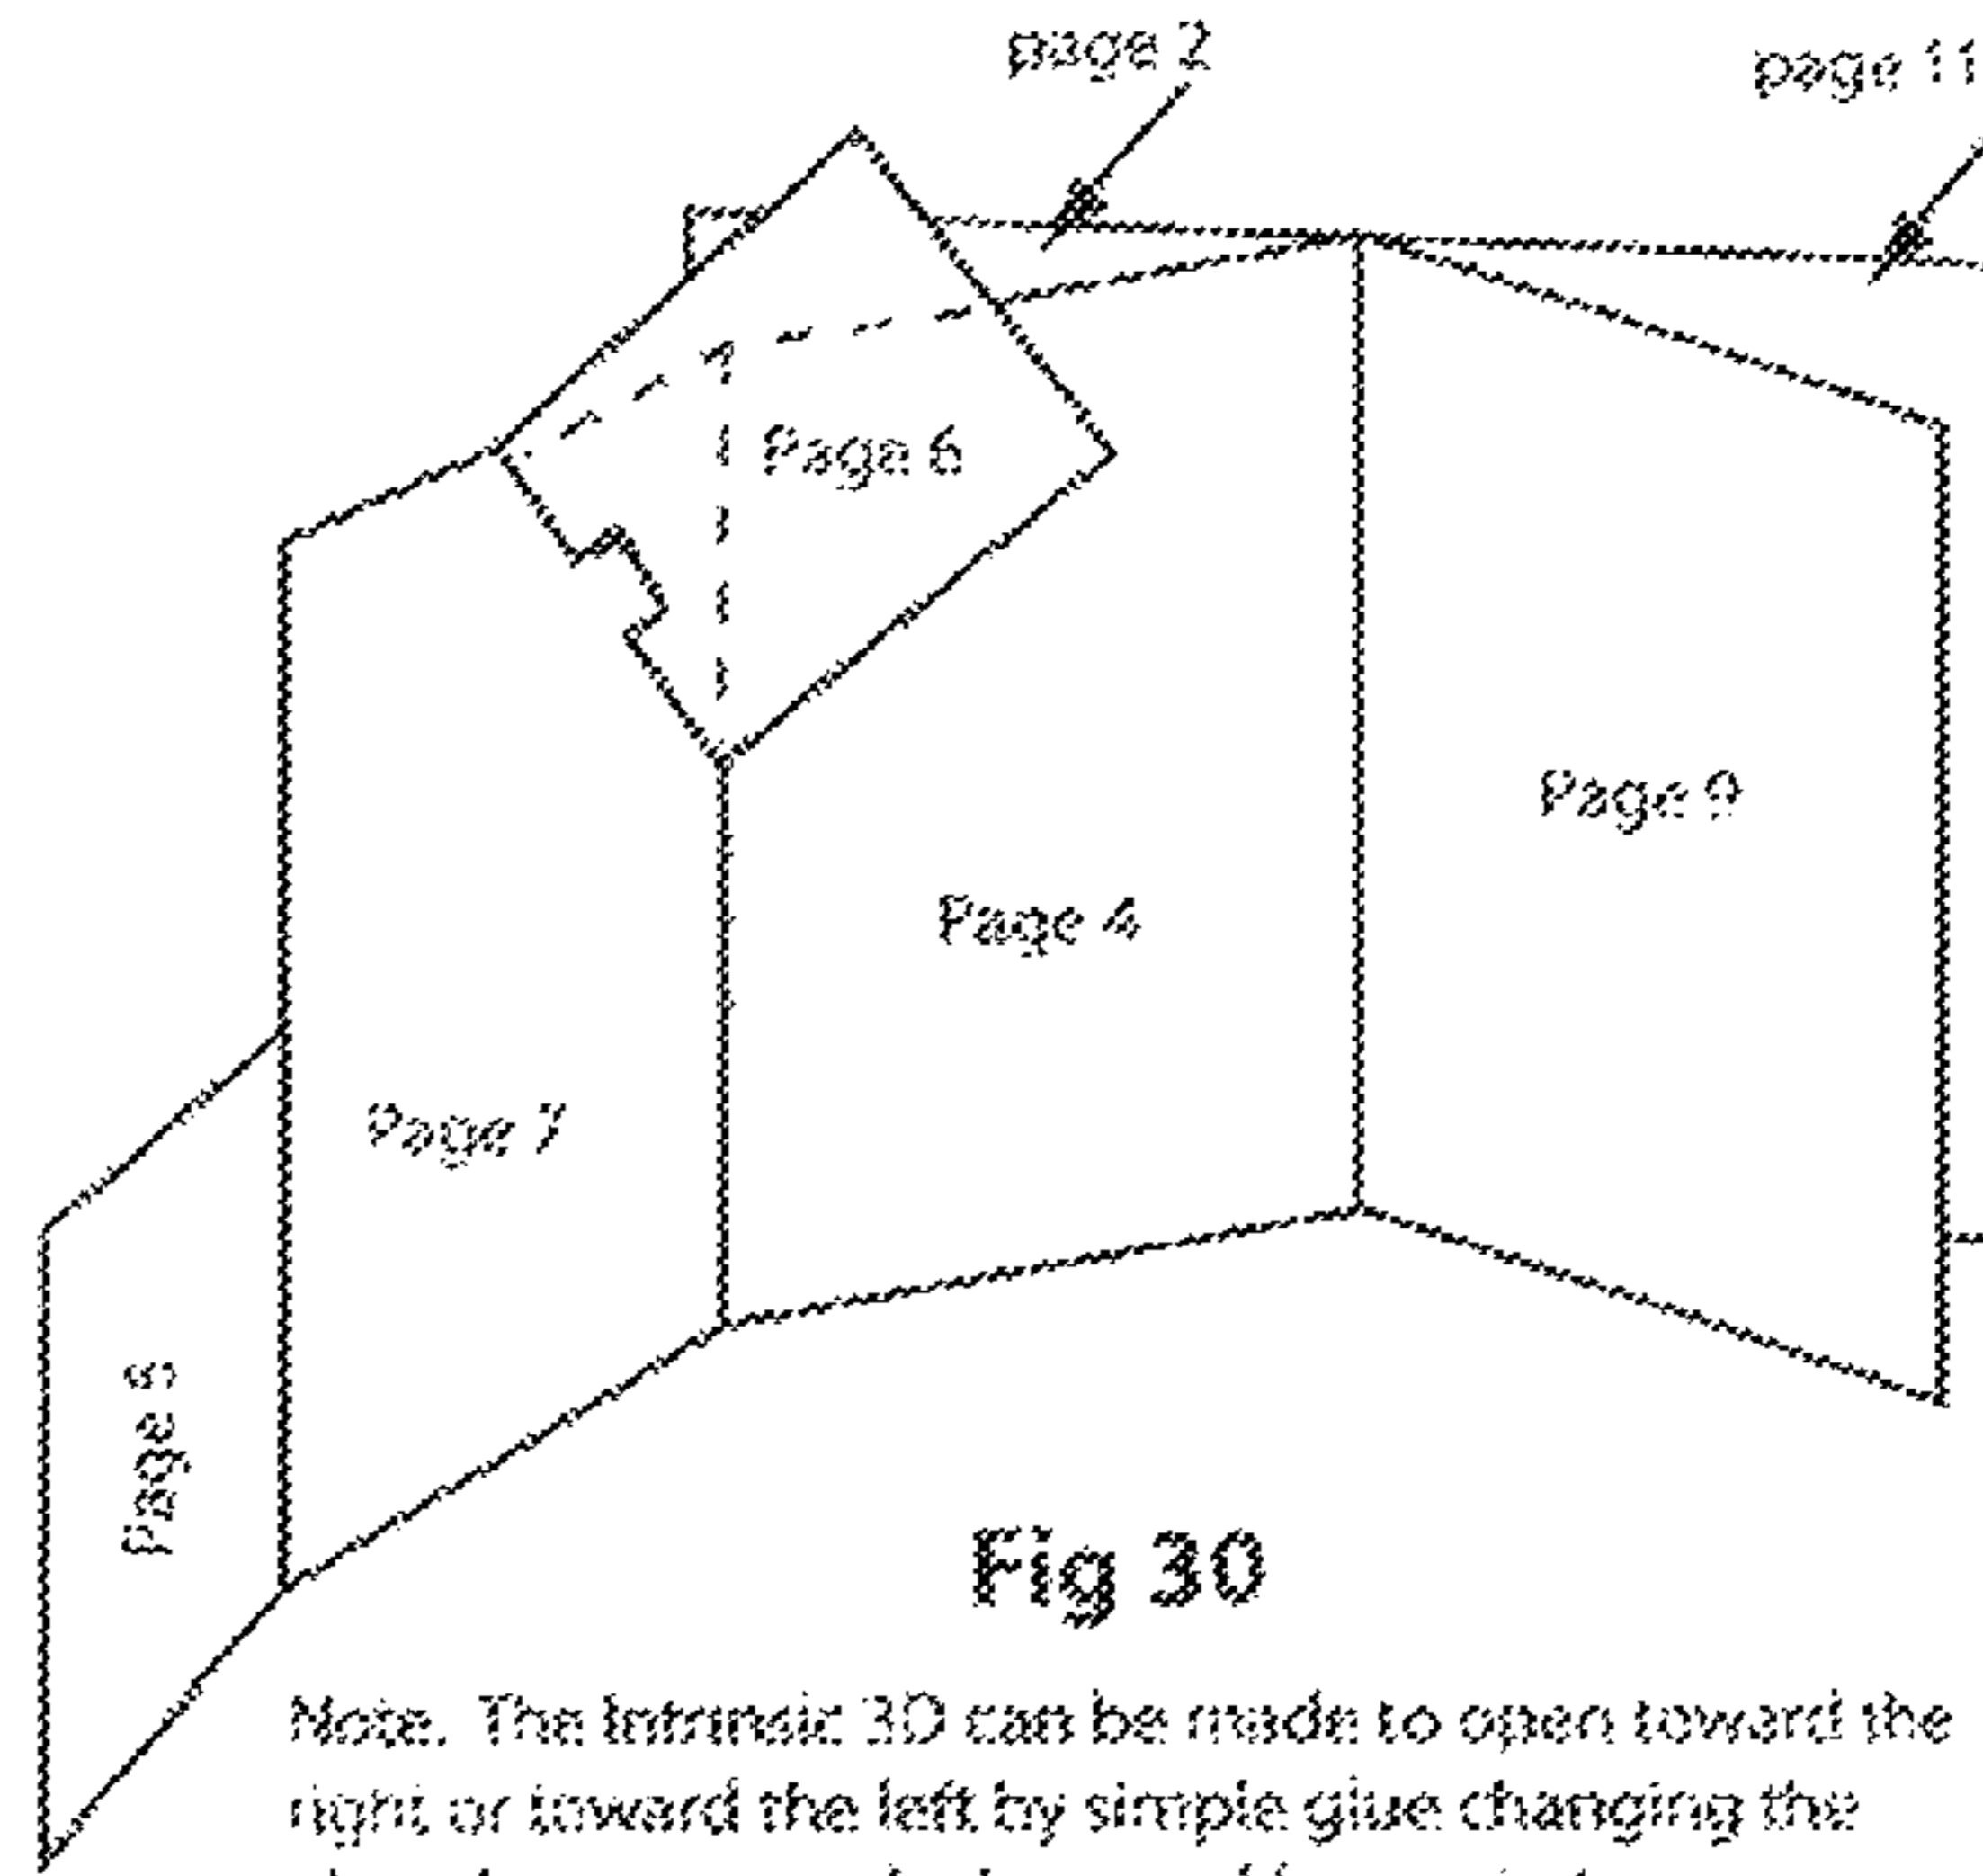 page 2
page 11
Page 6
Page 9
Page 4
Page 7
Page 5
Fig 30
Note. The Intrinsic 3D can be made to open toward the
right or toward the left by simple glue changing the